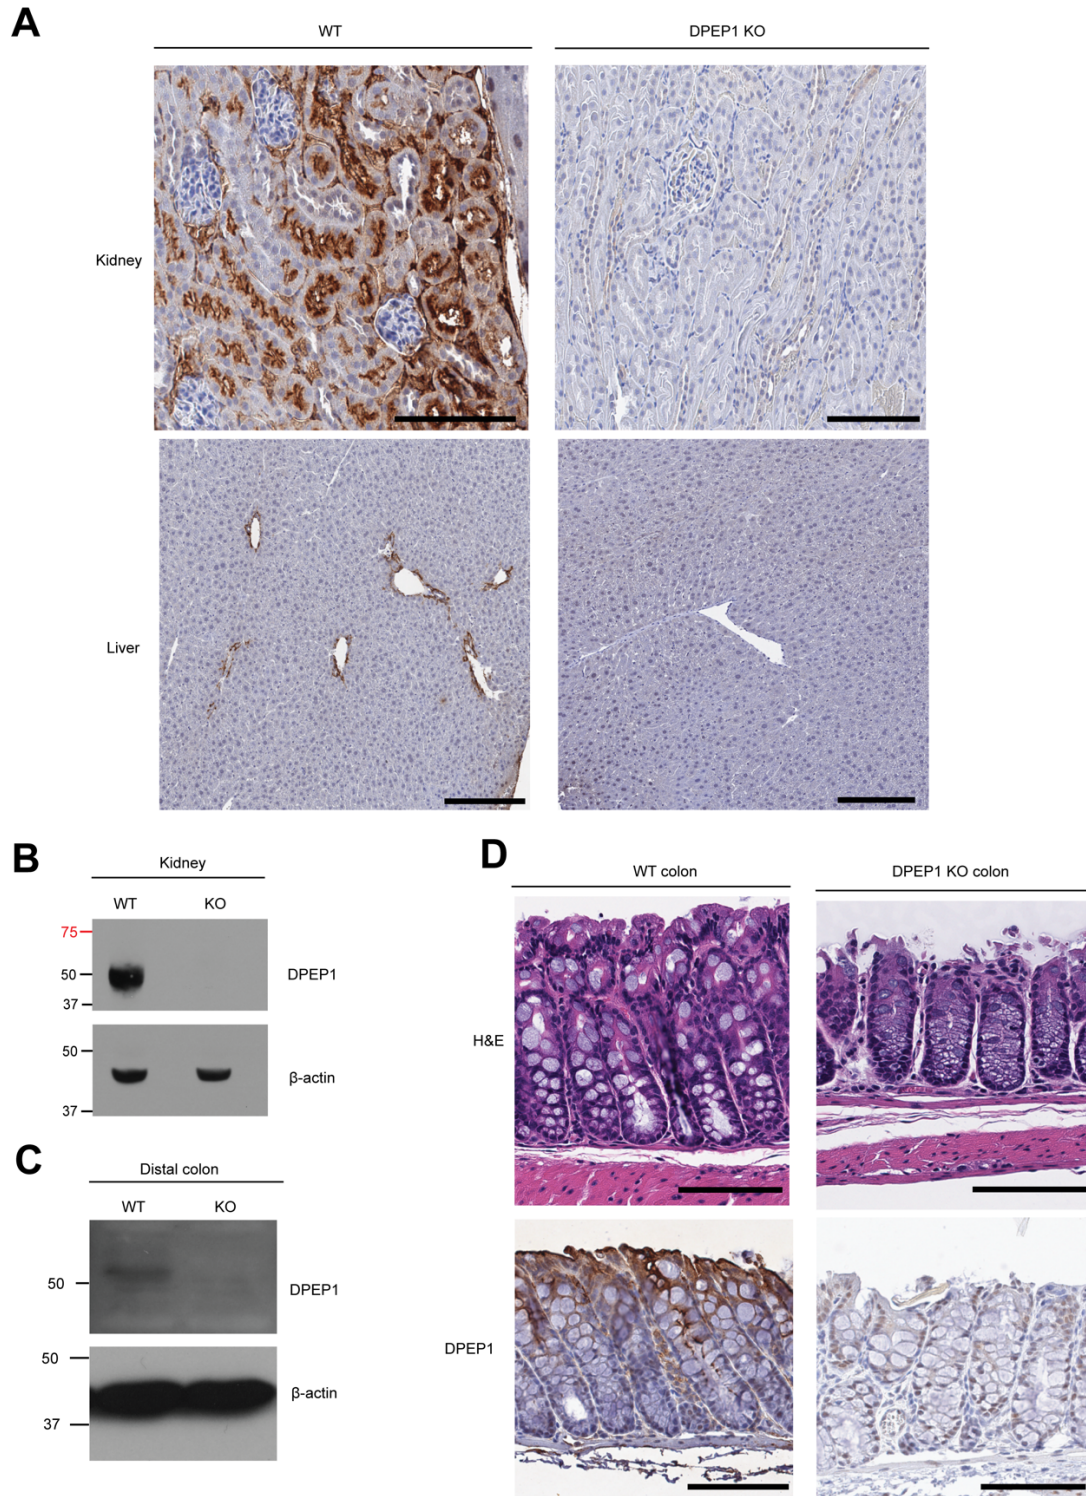 A
WT
DPEP1 KO
Kidney
Liver
B
Kidney
WT KO
75
50
DPEP1
37
50
β-actin
37
C
Distal colon
WT KO
50
DPEP1
50
β-actin
37
D
WT colon
DPEP1 KO colon
H&E
DPEP1